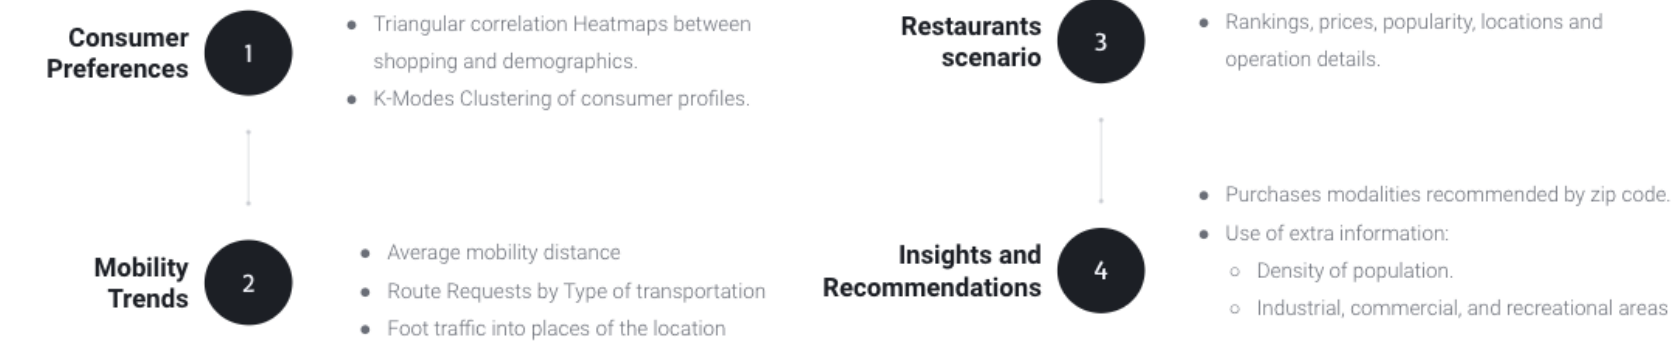 Consumer
Preferences
1
Triangular correlation Heatmaps between
shopping and demographics.
K-Modes Clustering of consumer profiles.
Mobility
Trends
2
Average mobility distance
Route Requests by Type of transportation
Foot traffic into places of the location
Restaurants
scenario
3
Rankings, prices, popularity, locations and
operation details.
Insights and
Recommendations
4
Purchases modalities recommended by zip code.
Use of extra information:
Density of population.
Industrial, commercial, and recreational areas